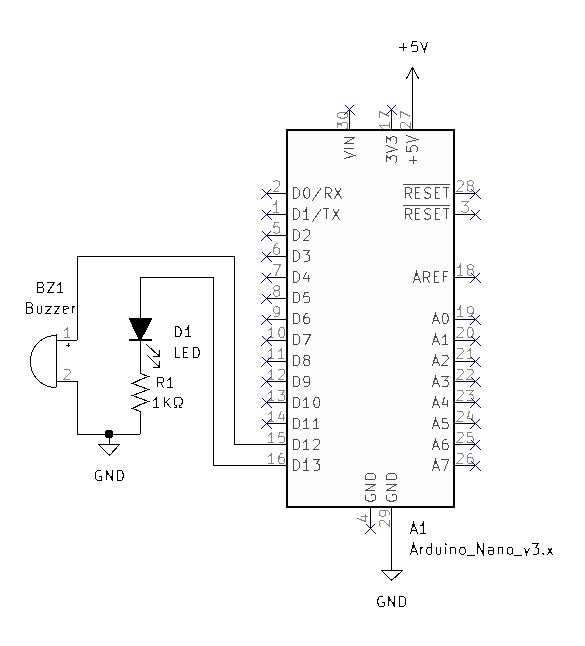 +5V
30
17
27
VIN
3V3
+5V
2 D0/RX RESET 28
1 D1/TX RESET 3
5 D2
6 D3
7 D4 AREF 18
8 D5
9 D6 A0 19
10 D7 A1 20
11 D8 A2 21
12 D9 A3 22
13 D10 A4 23
14 D11 A5 24
15 D12 A6 25
16 D13 A7 26
GND
GND
4
29
BZ1
Buzzer
1
+
2
D1
LED
R1
1KΩ
GND
A1
Arduino_Nano_v3.x
GND